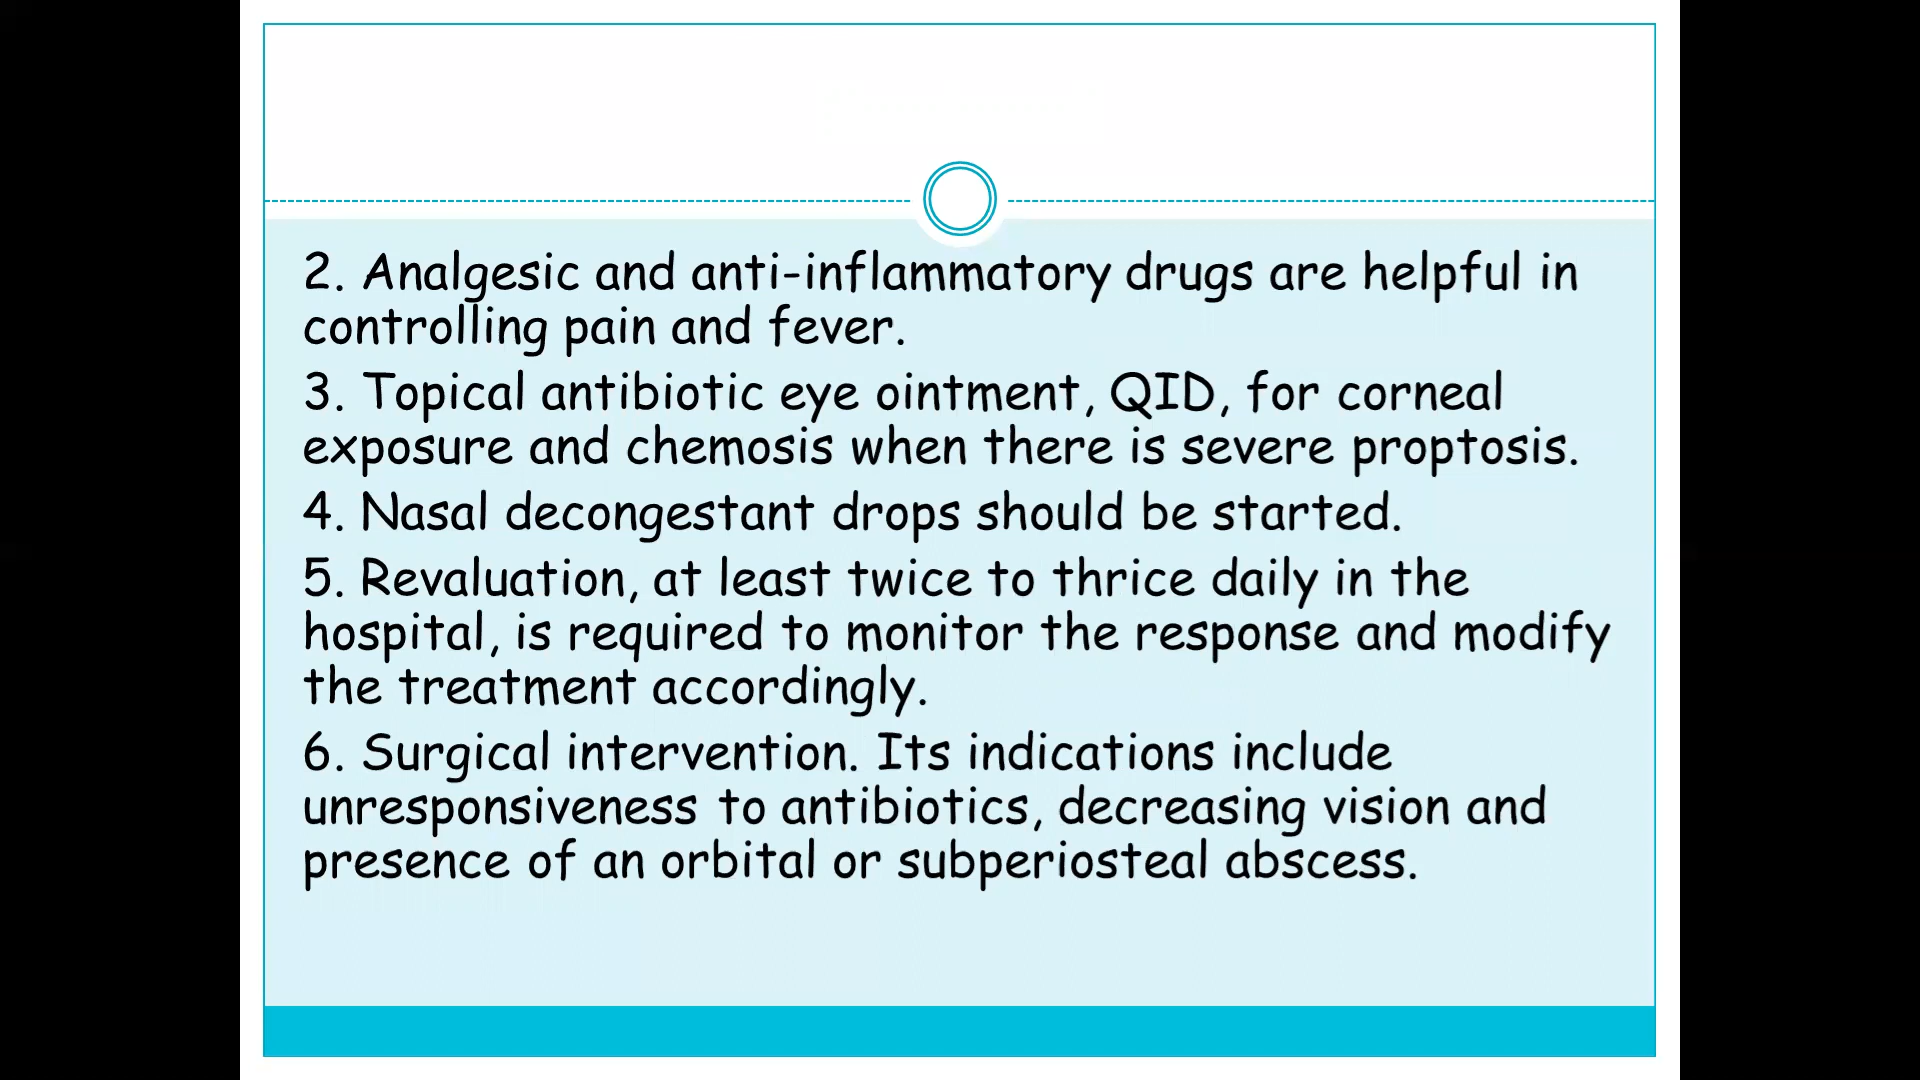 2. Analgesic and anti-inflammatory drugs are helpful in
controlling pain and fever.
3. Topical antibiotic eye ointment, QID, for corneal
exposure and chemosis when there is severe proptosis.
4. Nasal decongestant drops should be started.
5. Revaluation, at least twice to thrice daily in the
hospital, is required to monitor the response and modify
the treatment accordingly.
6. Surgical intervention. Its indications include
unresponsiveness to antibiotics, decreasing vision and
presence of an orbital or subperiosteal abscess.